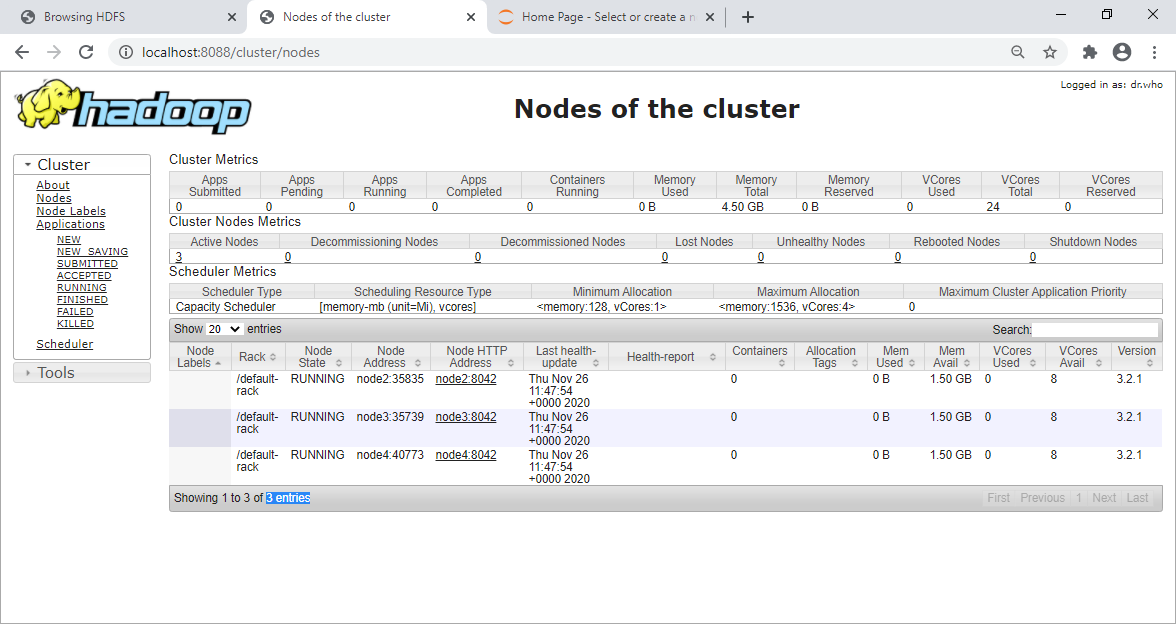 Browsing HDFS
Nodes of the cluster
Home Page - Select or create a n
localhost:8088/cluster/nodes
Logged in as: dr.who
hadoop
Nodes of the cluster
Cluster
About
Nodes
Node Labels
Applications
NEW
NEW_SAVING
SUBMITTED
ACCEPTED
RUNNING
FINISHED
FAILED
KILLED
Scheduler
Tools
Cluster Metrics
Apps Submitted Apps Pending Apps Running Apps Completed Containers Running Memory Used Memory Total Memory Reserved VCores Used VCores Total VCores Reserved
0 0 0 0 0 0 B 4.50 GB 0 B 0 24 0
Cluster Nodes Metrics
Active Nodes Decommissioning Nodes Decommissioned Nodes Lost Nodes Unhealthy Nodes Rebooted Nodes Shutdown Nodes
3 0 0 0 0 0 0
Scheduler Metrics
Scheduler Type Scheduling Resource Type Minimum Allocation Maximum Allocation Maximum Cluster Application Priority
Capacity Scheduler [memory-mb (unit=Mi), vcores] <memory:128, vCores:1> <memory:1536, vCores:4> 0
Show 20 entries Search:
Node Labels Rack Node State Node Address Node HTTP Address Last health-update Health-report Containers Allocation Tags Mem Used Mem Avail VCores Used VCores Avail Version
/default-rack RUNNING node2:35835 node2:8042 Thu Nov 26 11:47:54 +0000 2020 0 0 B 1.50 GB 0 8 3.2.1
/default-rack RUNNING node3:35739 node3:8042 Thu Nov 26 11:47:54 +0000 2020 0 0 B 1.50 GB 0 8 3.2.1
/default-rack RUNNING node4:40773 node4:8042 Thu Nov 26 11:47:54 +0000 2020 0 0 B 1.50 GB 0 8 3.2.1
Showing 1 to 3 of 3 entries First Previous 1 Next Last